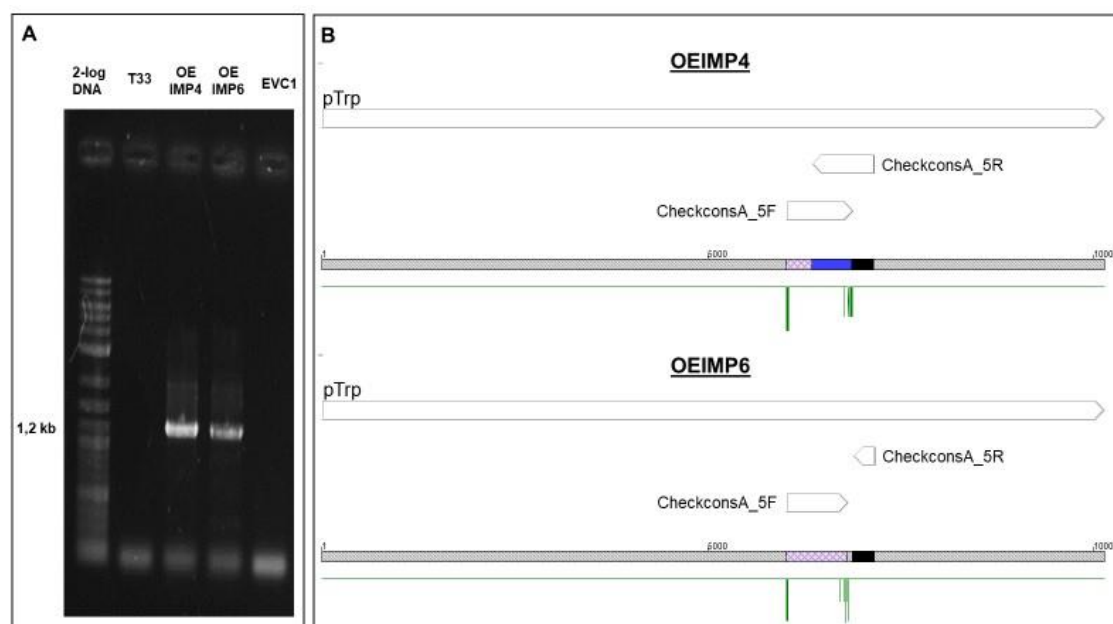 A
2-log
DNA
T33
OE
IMP4
OE
IMP6
EVC1
1,2 kb
B
OEIMP4
pTrp
CheckconsA_5R
CheckconsA_5F
1
5000
1000
OEIMP6
pTrp
CheckconsA_5R
CheckconsA_5F
1
5000
1000